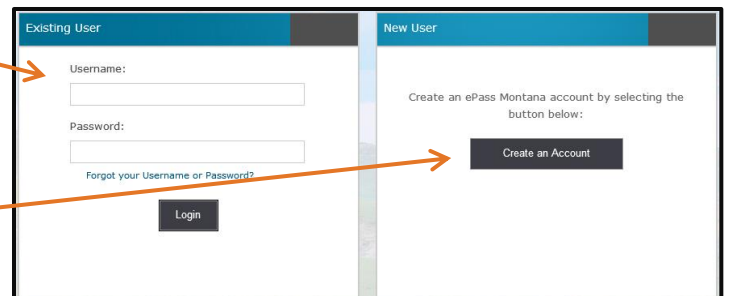 Existing User
Username:
Password:
Forgot your Username or Password?
Login
New User
Create an ePass Montana account by selecting the
button below:
Create an Account